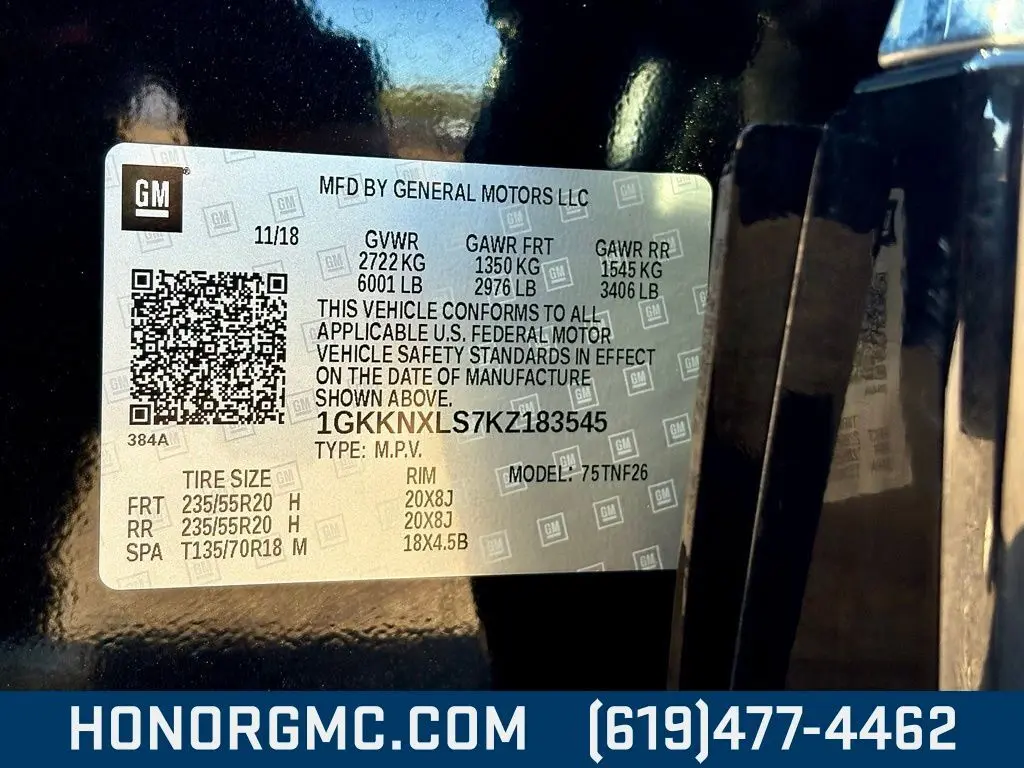 GM
MFD BY GENERAL MOTORS LLC
11/18
GVWR GAWR FRT GAWR RR
2722 KG 1350 KG 1545 KG
6001 LB 2976 LB 3406 LB
THIS VEHICLE CONFORMS TO ALL
APPLICABLE U.S. FEDERAL MOTOR
VEHICLE SAFETY STANDARDS IN EFFECT
ON THE DATE OF MANUFACTURE
SHOWN ABOVE.
384A
1GKKNXLS7KZ183545
TYPE: M.P.V. MODEL: 75TNF26
TIRE SIZE RIM
FRT 235/55R20 H 20X8J
RR 235/55R20 H 20X8J
SPA T135/70R18 M 18X4.5B
HONORGMC.COM (619)477-4462